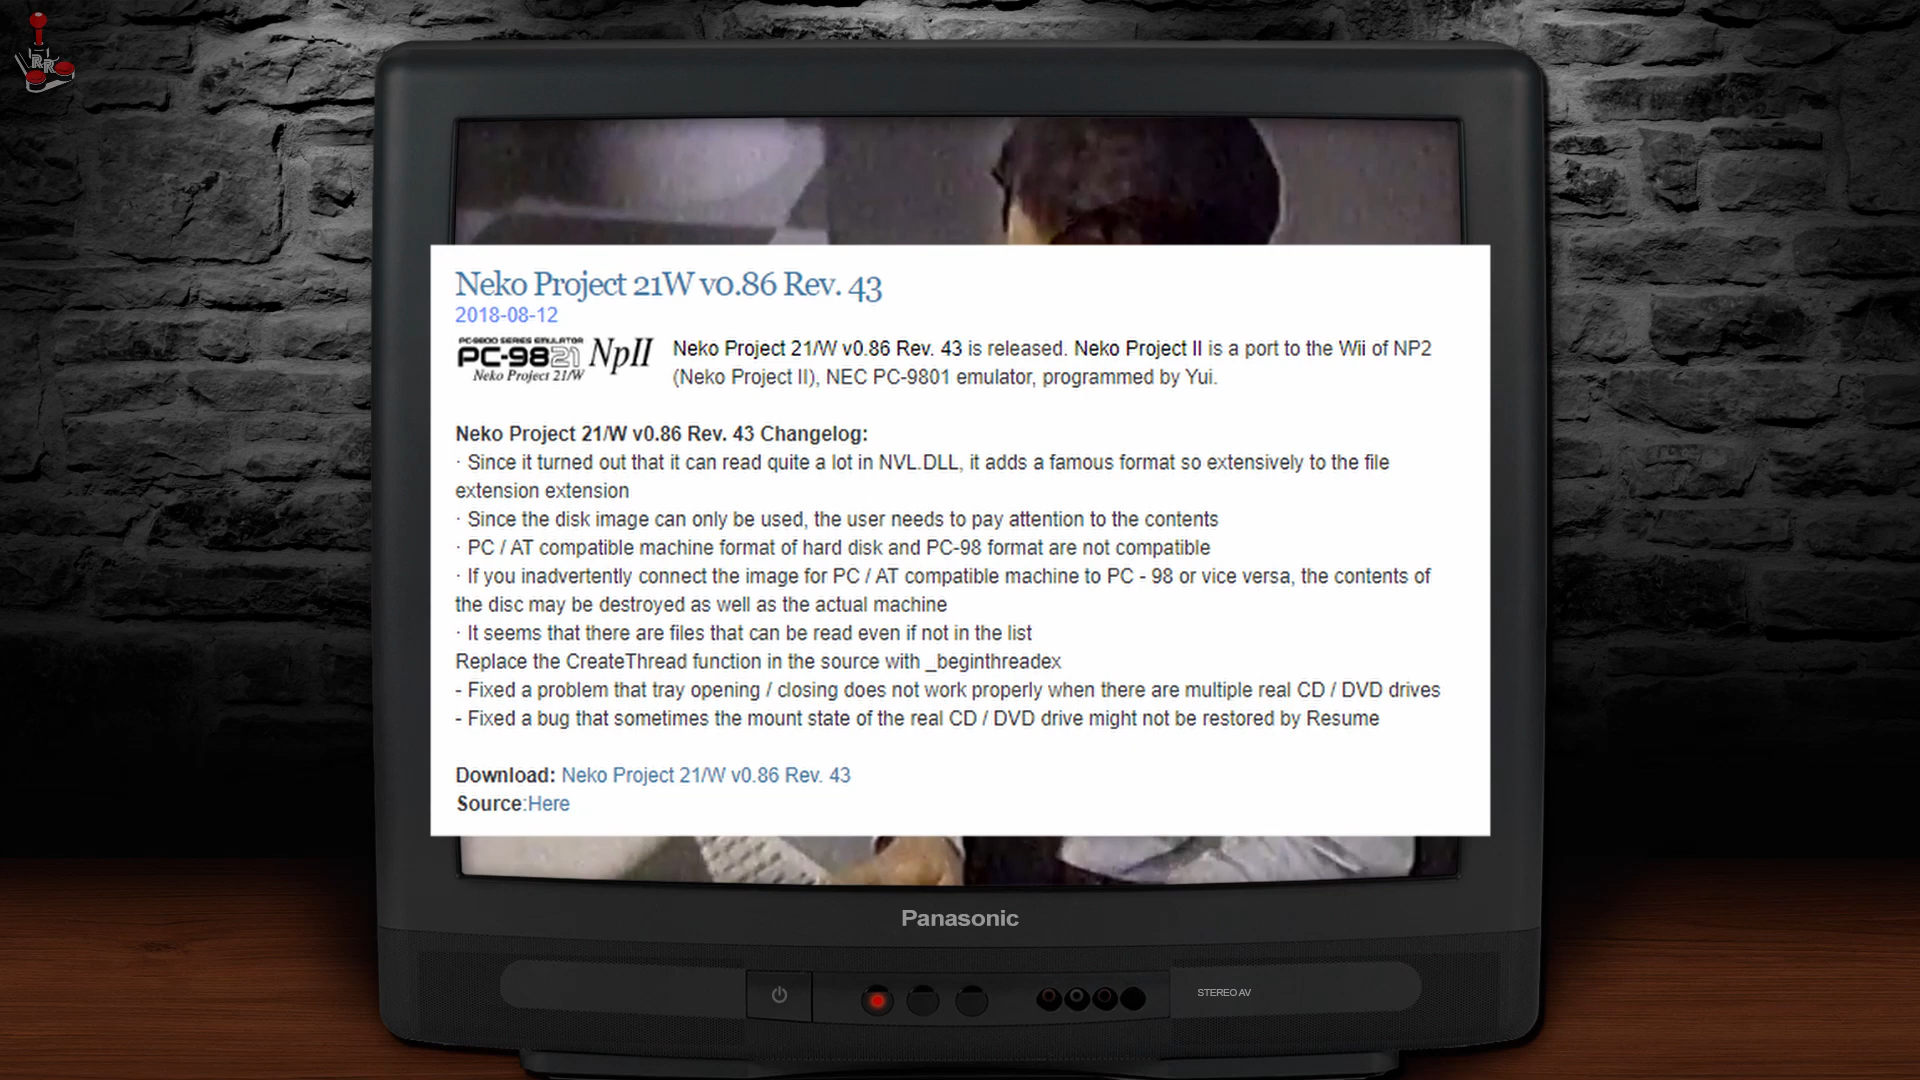 RR
Neko Project 21W v0.86 Rev. 43
2018-08-12
PC-9800 SERIES EMULATOR
PC-9821 NpII
Neko Project 21/W
Neko Project 21/W v0.86 Rev. 43 is released. Neko Project II is a port to the Wii of NP2
(Neko Project II), NEC PC-9801 emulator, programmed by Yui.
Neko Project 21/W v0.86 Rev. 43 Changelog:
· Since it turned out that it can read quite a lot in NVL.DLL, it adds a famous format so extensively to the file
extension extension
· Since the disk image can only be used, the user needs to pay attention to the contents
· PC / AT compatible machine format of hard disk and PC-98 format are not compatible
· If you inadvertently connect the image for PC / AT compatible machine to PC - 98 or vice versa, the contents of
the disc may be destroyed as well as the actual machine
· It seems that there are files that can be read even if not in the list
Replace the CreateThread function in the source with _beginthreadex
- Fixed a problem that tray opening / closing does not work properly when there are multiple real CD / DVD drives
- Fixed a bug that sometimes the mount state of the real CD / DVD drive might not be restored by Resume
Download: Neko Project 21/W v0.86 Rev. 43
Source:Here
Panasonic
STEREO AV